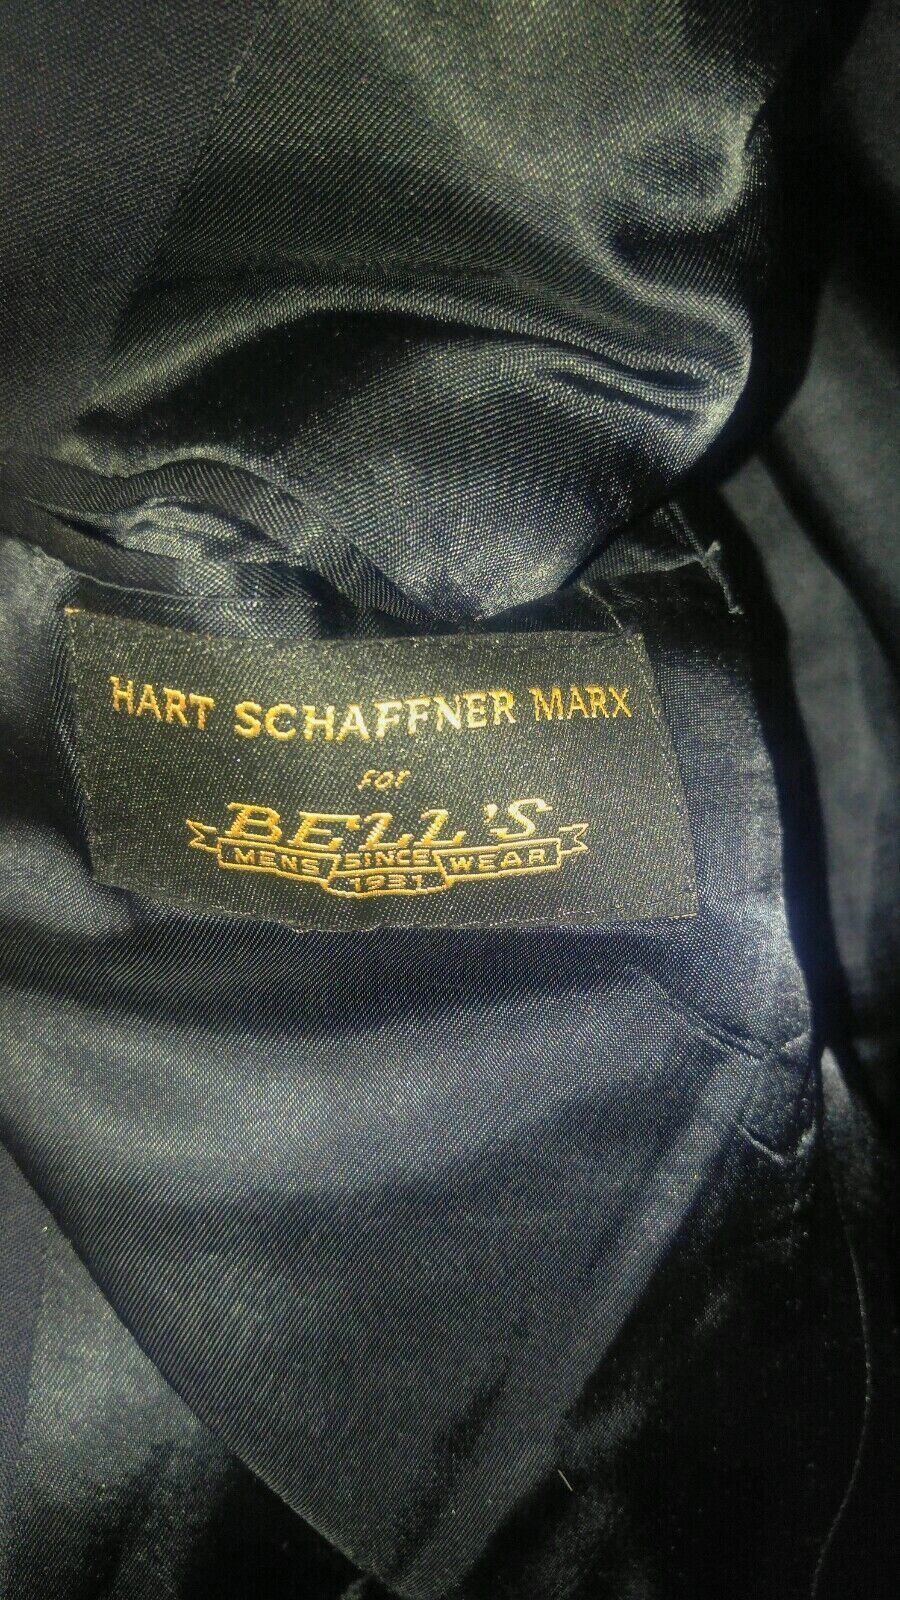 HART SCHAFFNER MARX
for
BELL'S
MENS SINCE WEAR
1931